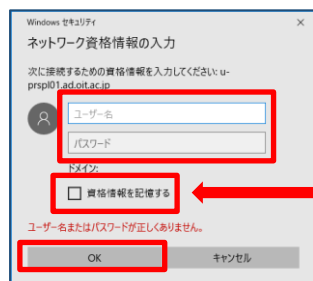 Windows セキュリティ
ネットワーク資格情報の入力
次に接続するための資格情報を入力してください: u-
prspl01.ad.oit.ac.jp
ユーザー名
パスワード
ドメイン:
資格情報を記憶する
ユーザー名またはパスワードが正しくありません。
OK
キャンセル